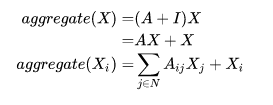 aggregate(X) =(A + I)X
=AX + X
aggregate(X_i) =∑_{j∈N} A_{ij}X_j + X_i